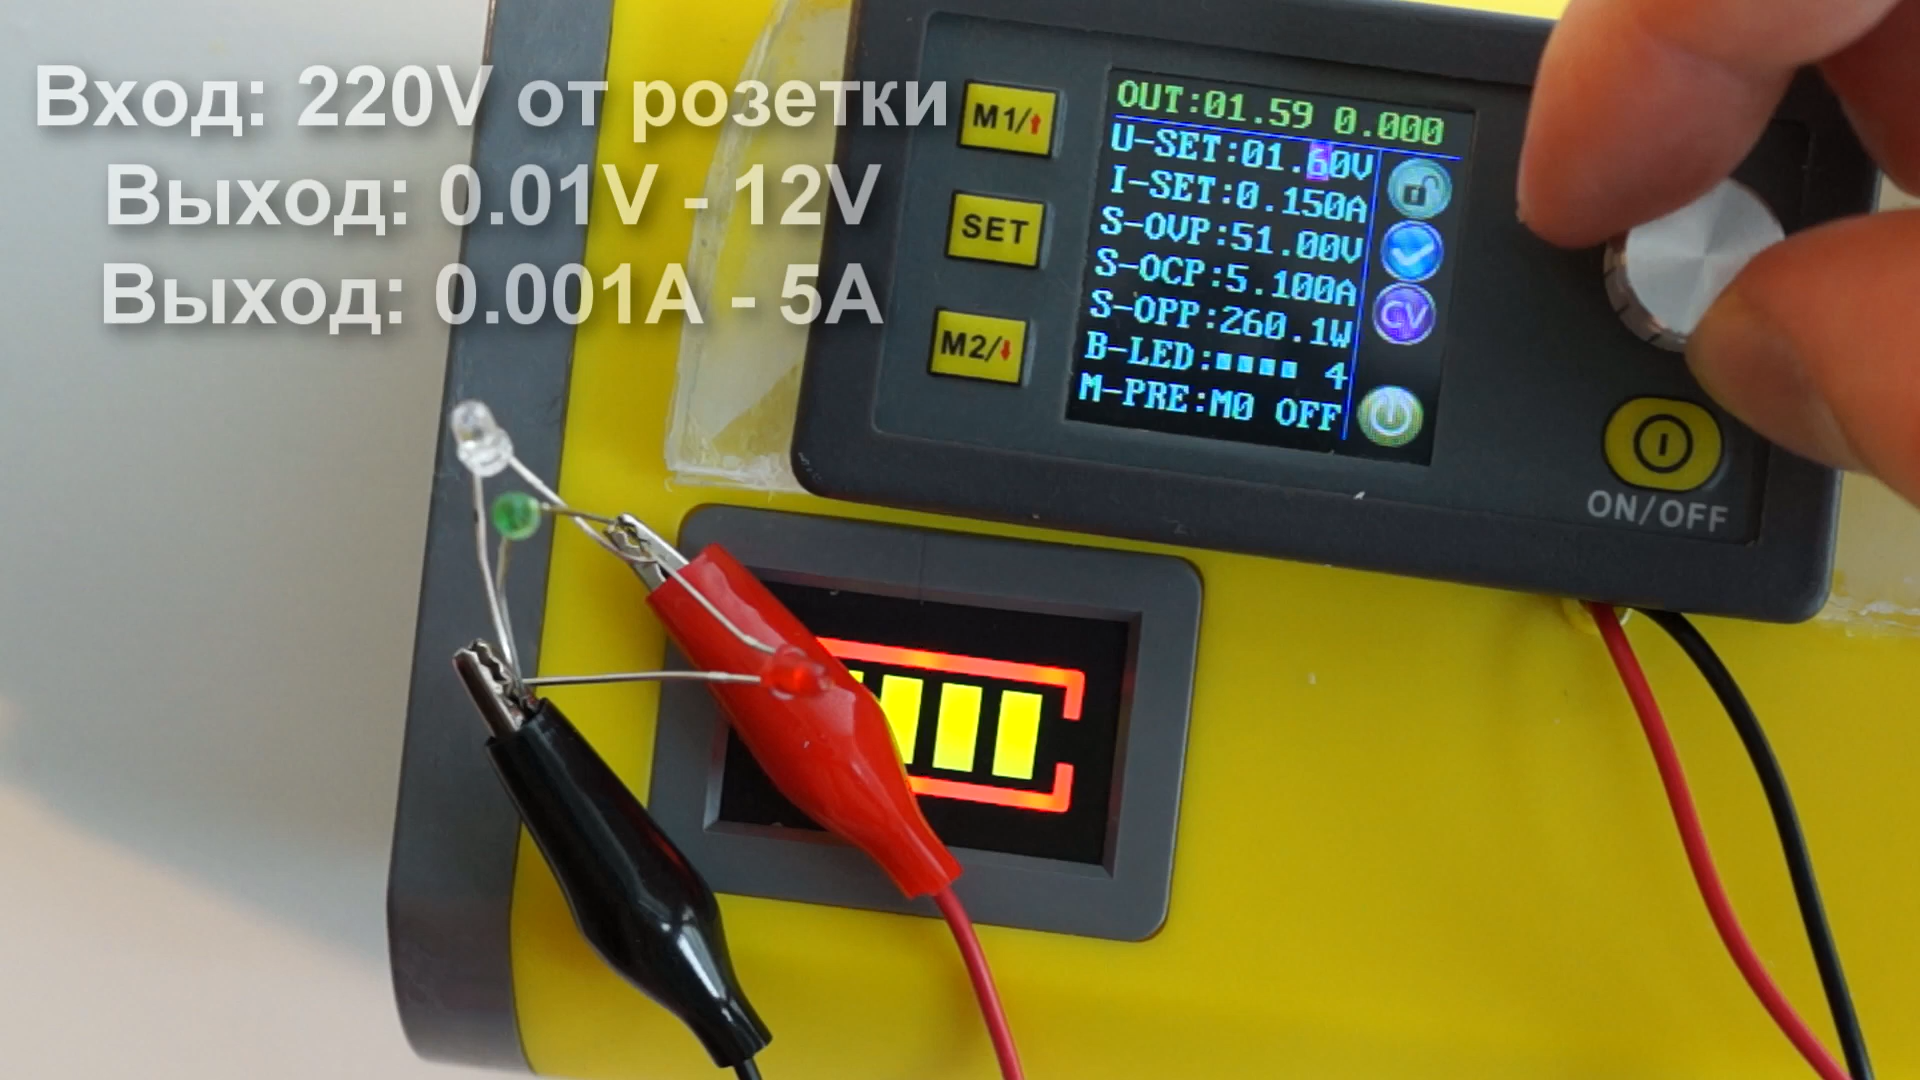 Вход: 220V от розетки
Выход: 0.01V - 12V
Выход: 0.001A - 5A
M1/↑
SET
M2/↓
OUT:01.59 0.000
U-SET:01.60V
I-SET:0.150A
S-OVP:51.00V
S-OCP:5.100A
S-OPP:260.1W
B-LED: 4
M-PRE:M0 OFF
CV
ON/OFF